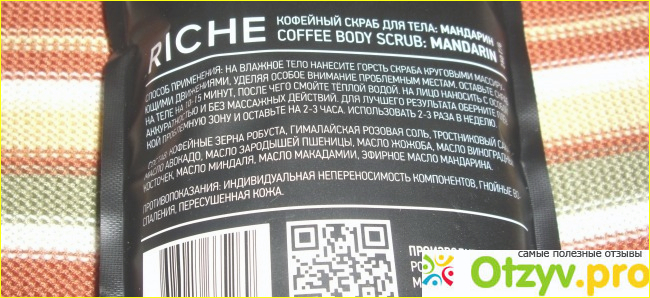 RICHE
КОФЕЙНЫЙ СКРАБ ДЛЯ ТЕЛА: МАНДАРИН
COFFEE BODY SCRUB: MANDARIN
СПОСОБ ПРИМЕНЕНИЯ: НА ВЛАЖНОЕ ТЕЛО НАНЕСИТЕ ГОРСТЬ СКРАБА КРУГОВЫМИ МАССИРУ-
ЮЩИМИ ДВИЖЕНИЯМИ, УДЕЛЯЯ ОСОБОЕ ВНИМАНИЕ ПРОБЛЕМНЫМ МЕСТАМ. ОСТАВЬТЕ
НА ТЕЛЕ НА 10-15 МИНУТ, ПОСЛЕ ЧЕГО СМОЙТЕ ТЁПЛОЙ ВОДОЙ. НА ЛИЦО НАНОСИТЬ С ОСОБОЙ
АККУРАТНОСТЬЮ И БЕЗ МАССАЖНЫХ ДЕЙСТВИЙ. ДЛЯ ЛУЧШЕГО РЕЗУЛЬТАТА ОБЕРНИТЕ
КОЙ ПРОБЛЕМНУЮ ЗОНУ И ОСТАВЬТЕ НА 2-3 ЧАСА. ИСПОЛЬЗОВАТЬ 2-3 РАЗА В НЕДЕЛЮ
СОСТАВ: КОФЕЙНЫЕ ЗЕРНА РОБУСТА, ГИМАЛАЙСКАЯ РОЗОВАЯ СОЛЬ, ТРОСТНИКОВЫЙ
МАСЛО АВОКАДО, МАСЛО ЗАРОДЫШЕЙ ПШЕНИЦЫ, МАСЛО ЖОЖОБА, МАСЛО ВИНОГРАДНЫХ
КОСТОЧЕК, МАСЛО МИНДАЛЯ, МАСЛО МАКАДАМИИ, ЭФИРНОЕ МАСЛО МАНДАРИНА.
ПРОТИВОПОКАЗАНИЯ: ИНДИВИДУАЛЬНАЯ НЕПЕРЕНОСИМОСТЬ КОМПОНЕНТОВ, ГНОЙНЫЕ ВО-
СПАЛЕНИЯ, ПЕРЕСУШЕННАЯ КОЖА.
самые полезные отзывы
Otzyv.pro